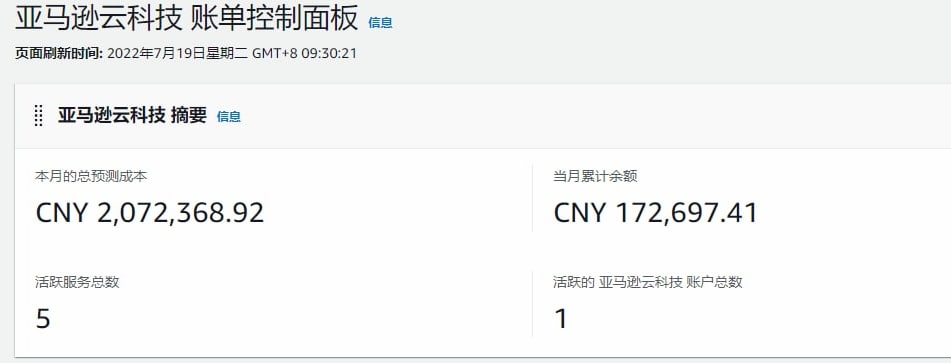 亚马逊云科技 账单控制面板 信息
页面刷新时间: 2022年7月19日星期二 GMT+8 09:30:21
亚马逊云科技 摘要 信息
本月的总预测成本
CNY 2,072,368.92
当月累计余额
CNY 172,697.41
活跃服务总数
5
活跃的 亚马逊云科技 账户总数
1